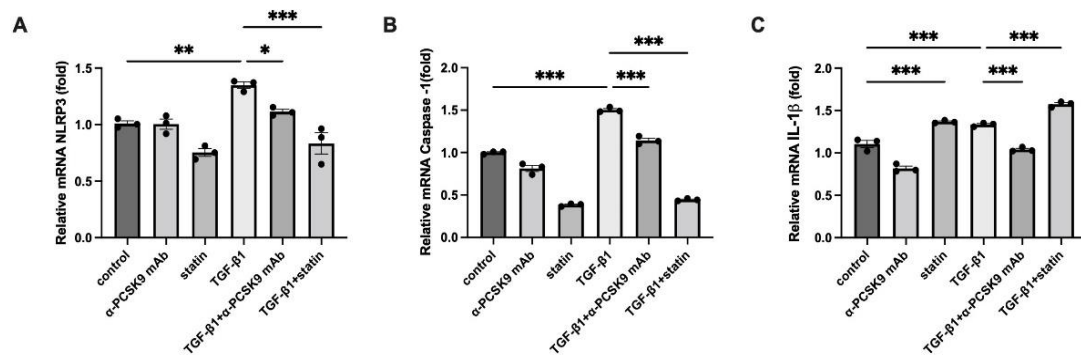 A
Relative mRNA NLRP3 (fold)
1.5
1.0
0.5
0.0
** * ***
control
α-PCSK9 mAb
statin
TGF-β1
TGF-β1+α-PCSK9 mAb
TGF-β1+statin
B
Relative mRNA Caspase -1(fold)
2.0
1.5
1.0
0.5
0.0
*** *** ***
control
α-PCSK9 mAb
statin
TGF-β1
TGF-β1+α-PCSK9 mAb
TGF-β1+statin
C
Relative mRNA IL-1β (fold)
2.0
1.5
1.0
0.5
0.0
*** *** *** ***
control
α-PCSK9 mAb
statin
TGF-β1
TGF-β1+α-PCSK9 mAb
TGF-β1+statin